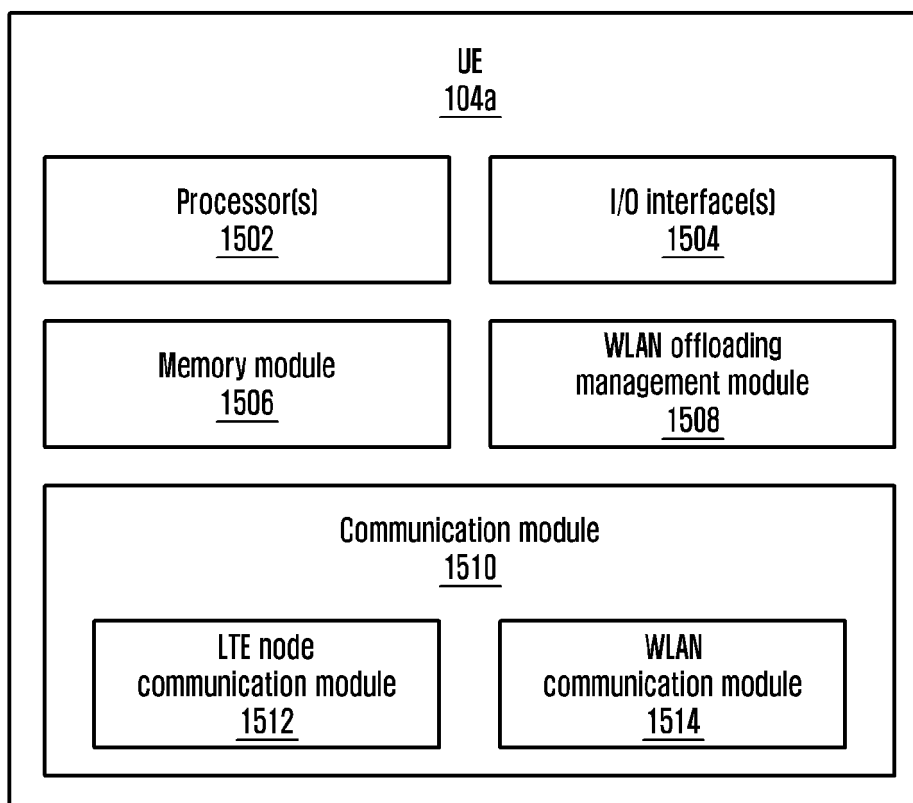 UE
104a
Processor(s)
1502
I/O interface(s)
1504
Memory module
1506
WLAN offloading
management module
1508
Communication module
1510
LTE node
communication module
1512
WLAN
communication module
1514